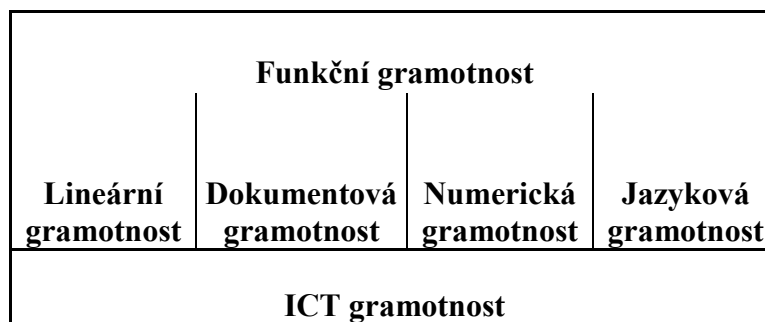 Funkční gramotnost
Lineární gramotnost
Dokumentová gramotnost
Numerická gramotnost
Jazyková gramotnost
ICT gramotnost